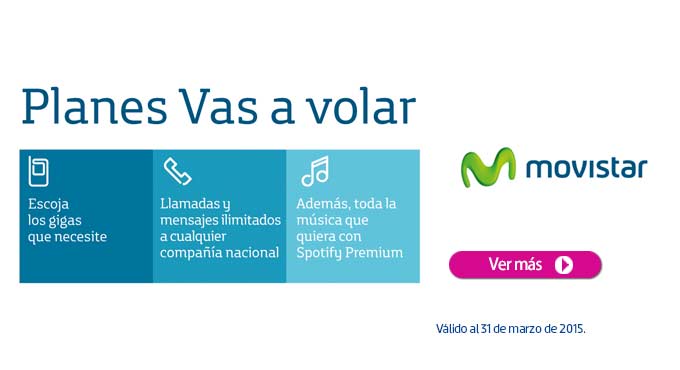 Planes Vas a volar
Escoja
los gigas
que necesite
Llamadas y
mensajes ilimitados
a cualquier
compañía nacional
Además, toda la
música que
quiera con
Spotify Premium
movistar
Ver más
Válido al 31 de marzo de 2015.